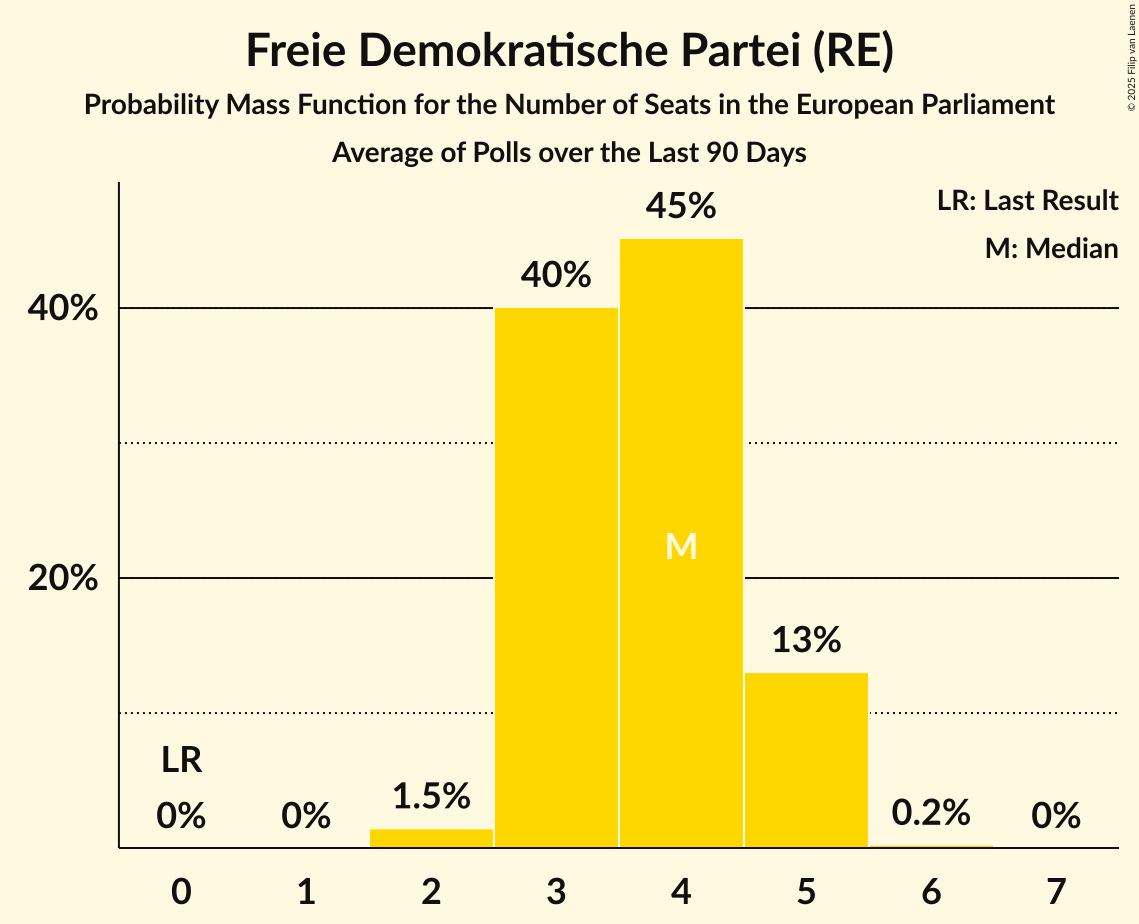 Freie Demokratische Partei (RE)
Probability Mass Function for the Number of Seats in the European Parliament
Average of Polls over the Last 90 Days
© 2025 Filip van Laenen
LR: Last Result
M: Median
45%
40%
40%
M
20%
13%
LR
0%
0%
1.5%
0.2%
0%
0 1 2 3 4 5 6 7